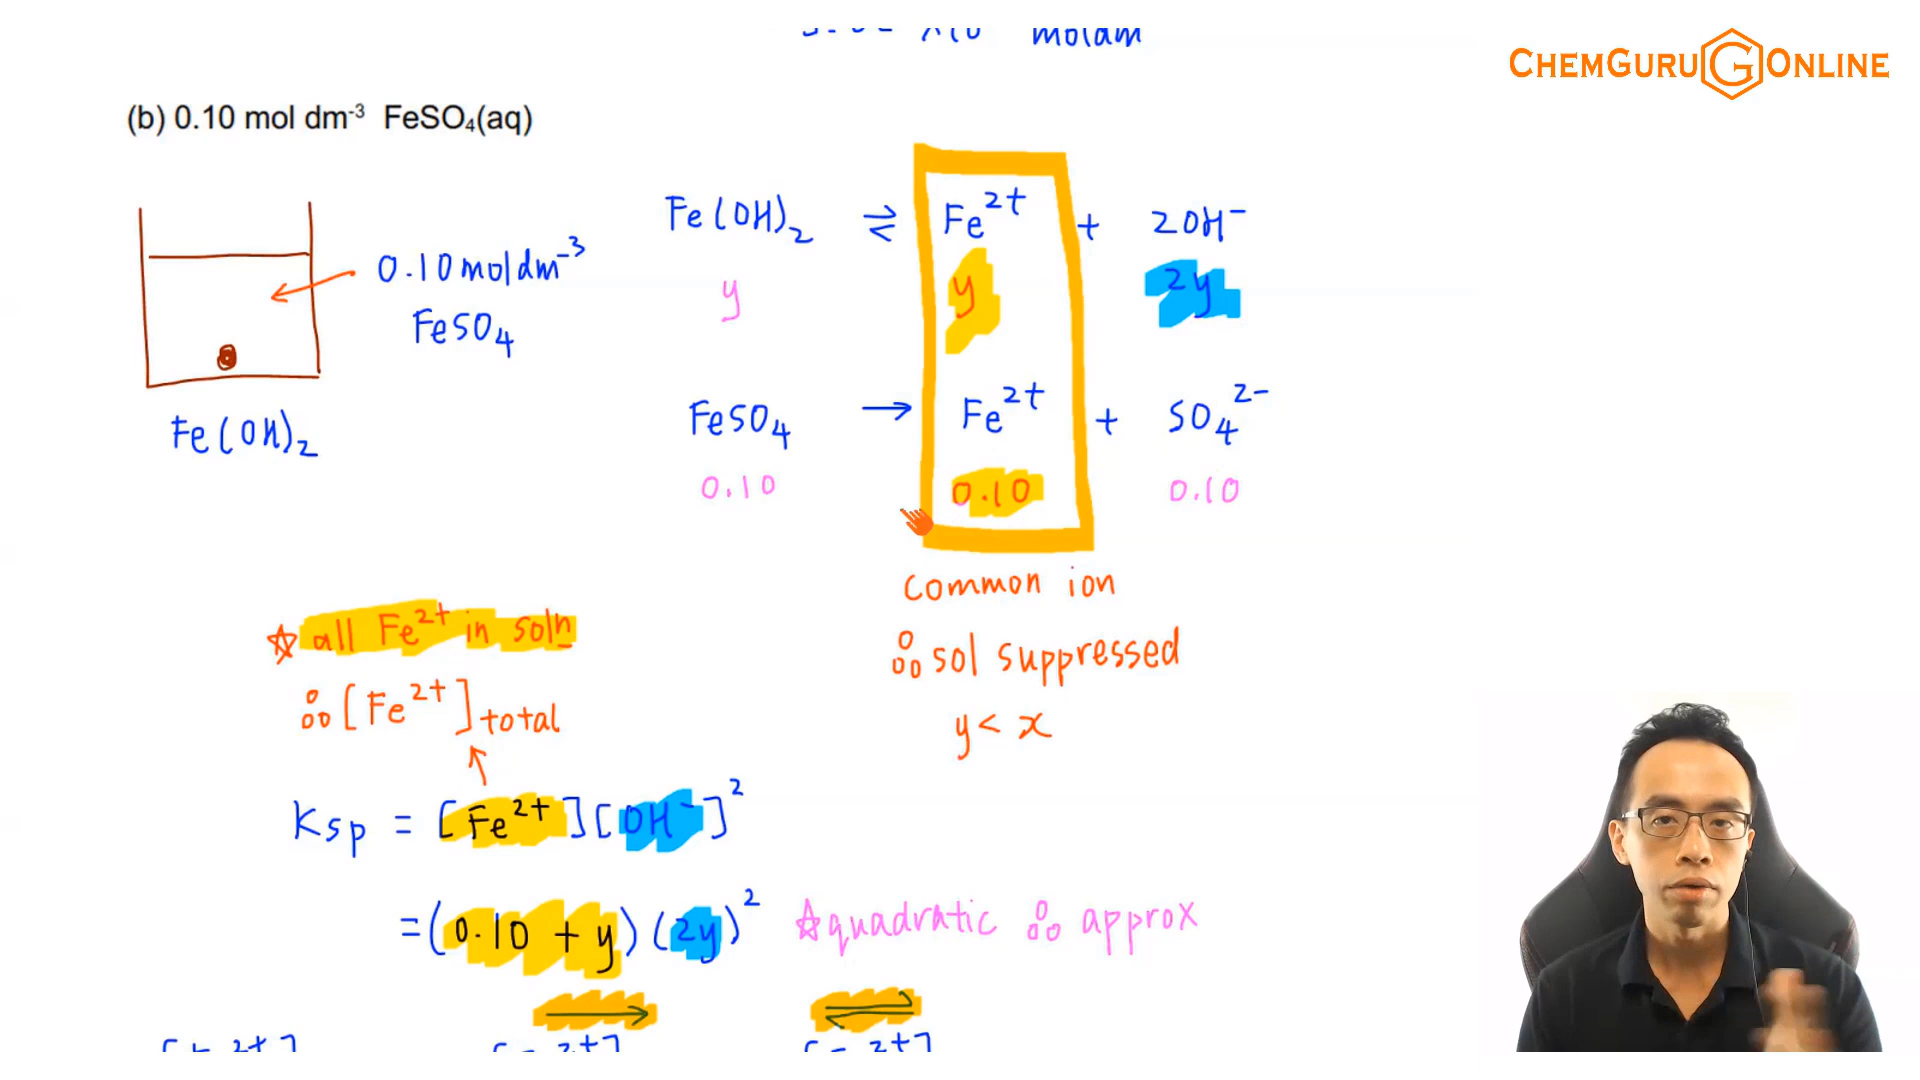 moldm
CHEMGURU G ONLINE
(b) 0.10 mol dm⁻³ FeSO₄(aq)
Fe(OH)₂ ⇌ Fe²⁺ + 2OH⁻
y y 2y
0.10 moldm⁻³
FeSO₄
FeSO₄ → Fe²⁺ + SO₄²⁻
0.10 0.10 0.10
Fe(OH)₂
common ion
∴ sol suppressed
y < x
☆ all Fe²⁺ in soln
∴ [Fe²⁺]total
↑
Ksp = [Fe²⁺][OH⁻]²
= (0.10 + y)(2y)² ☆quadratic ∴ approx
→ ⇌